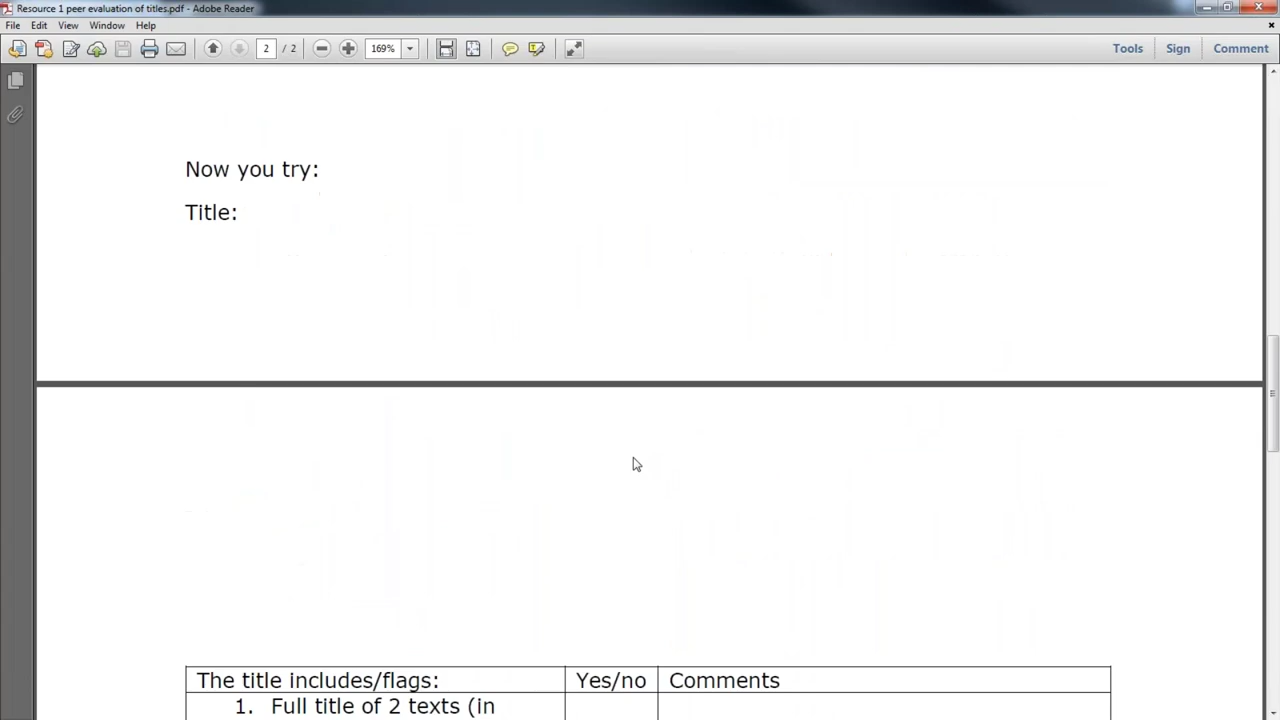 Resource 1 peer evaluation of titles.pdf - Adobe Reader
File Edit View Window Help
2 / 2 169% Tools Sign Comment
Now you try:
Title:
The title includes/flags: Yes/no Comments
1. Full title of 2 texts (in